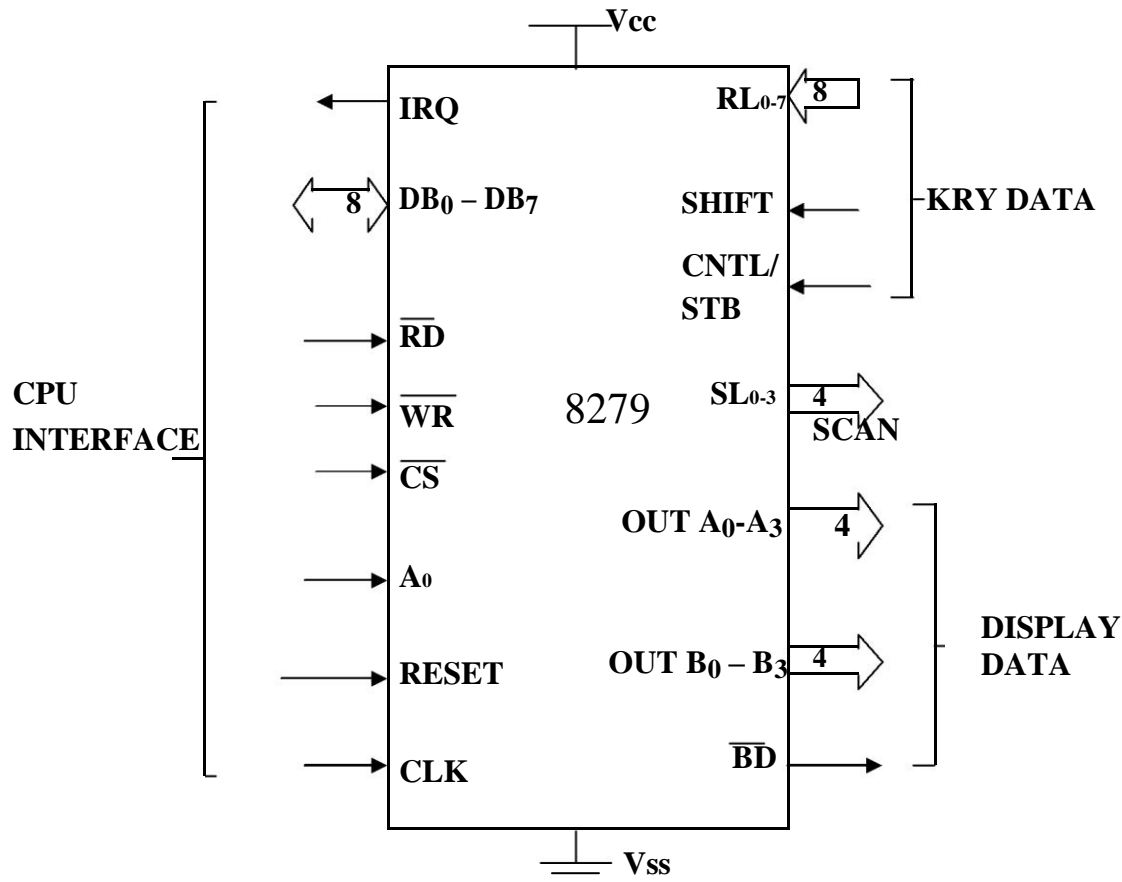 Vcc
IRQ
DB0 – DB7
8
RD
WR
CS
A0
RESET
CLK
CPU
INTERFACE
8279
RL0-7
8
SHIFT
CNTL/
STB
KRY DATA
SL0-3
4
SCAN
OUT A0-A3
4
OUT B0 – B3
4
BD
DISPLAY
DATA
Vss